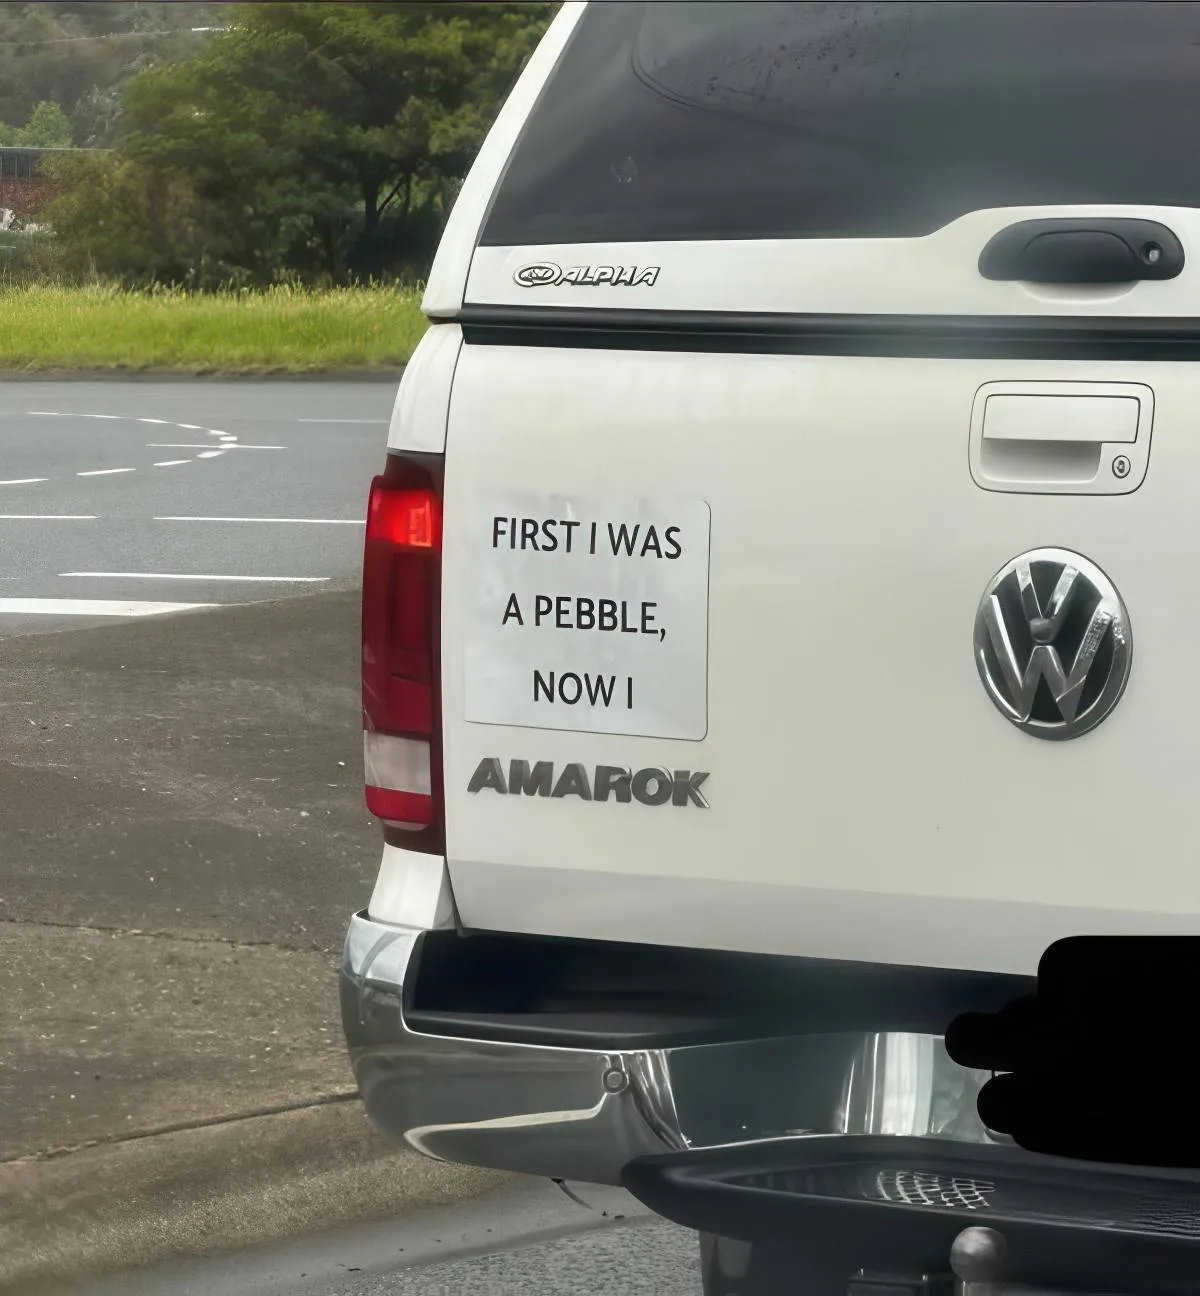 ALPHA
FIRST I WAS
A PEBBLE,
NOW I
AMAROK